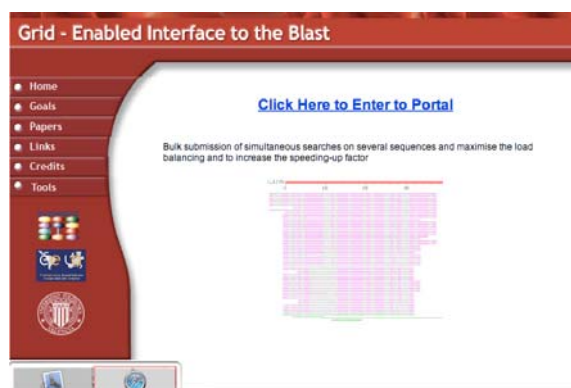 Grid - Enabled Interface to the Blast
Home
Goals
Papers
Links
Credits
Tools
Click Here to Enter to Portal
Bulk submission of simultaneous searches on several sequences and maximise the load
balancing and to increase the speeding-up factor